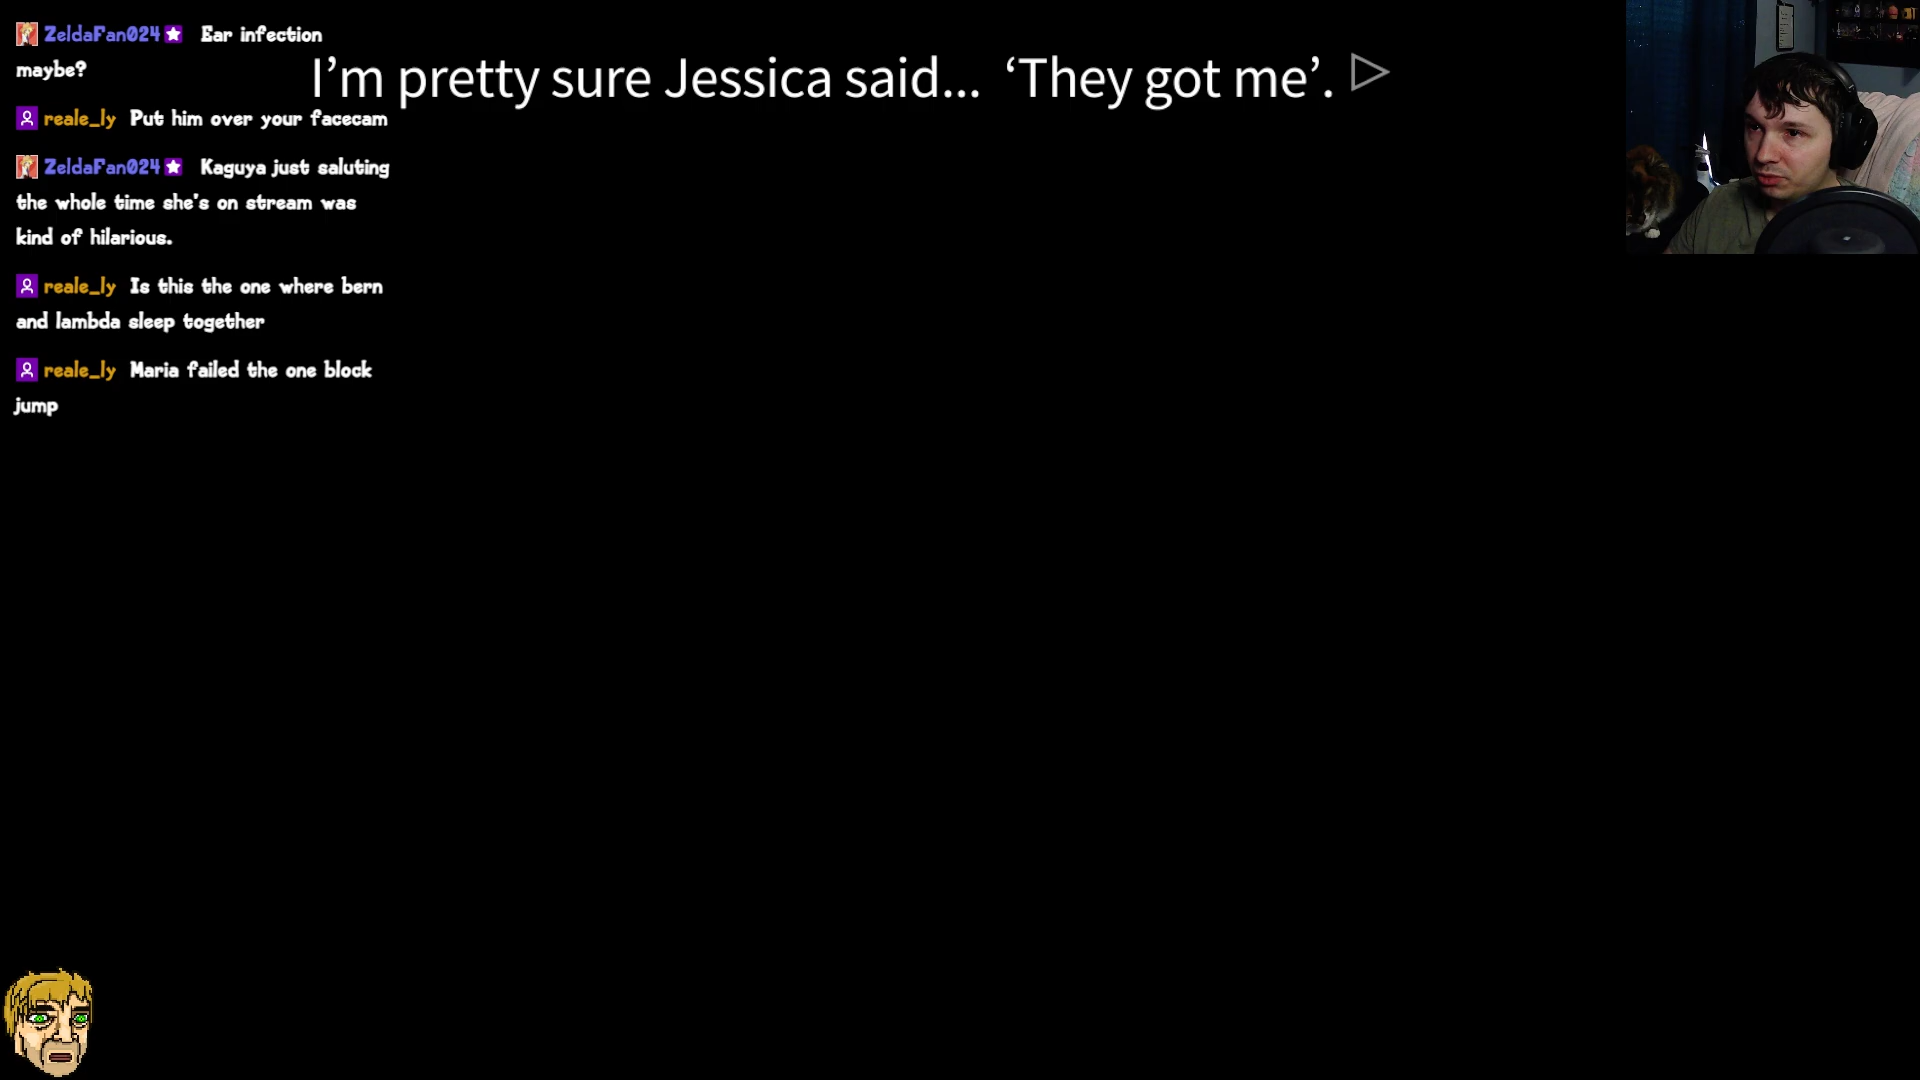 ZeldaFan024 Ear infection
maybe?
I'm pretty sure Jessica said... ‘They got me’.
reale_ly Put him over your facecam
ZeldaFan024 Kaguya just saluting
the whole time she's on stream was
kind of hilarious.
reale_ly Is this the one where bern
and lambda sleep together
reale_ly Maria failed the one block
jump